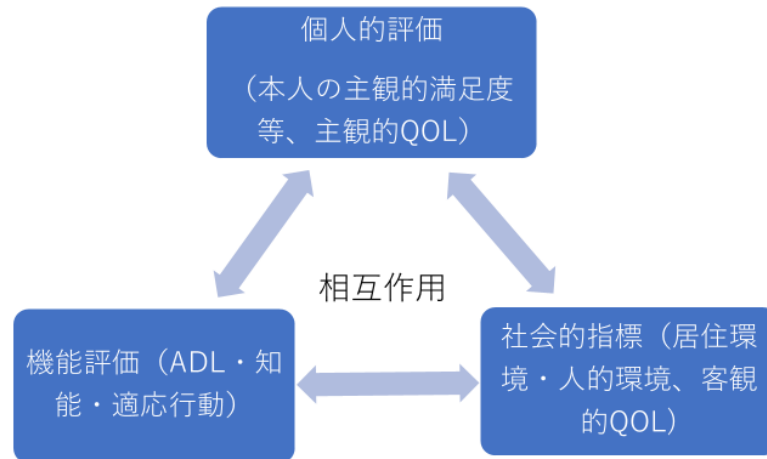 個人的評価
（本人の主観的満足度
等、主観的QOL）
相互作用
機能評価（ADL・知
能・適応行動）
社会的指標（居住環
境・人的環境、客観
的QOL）